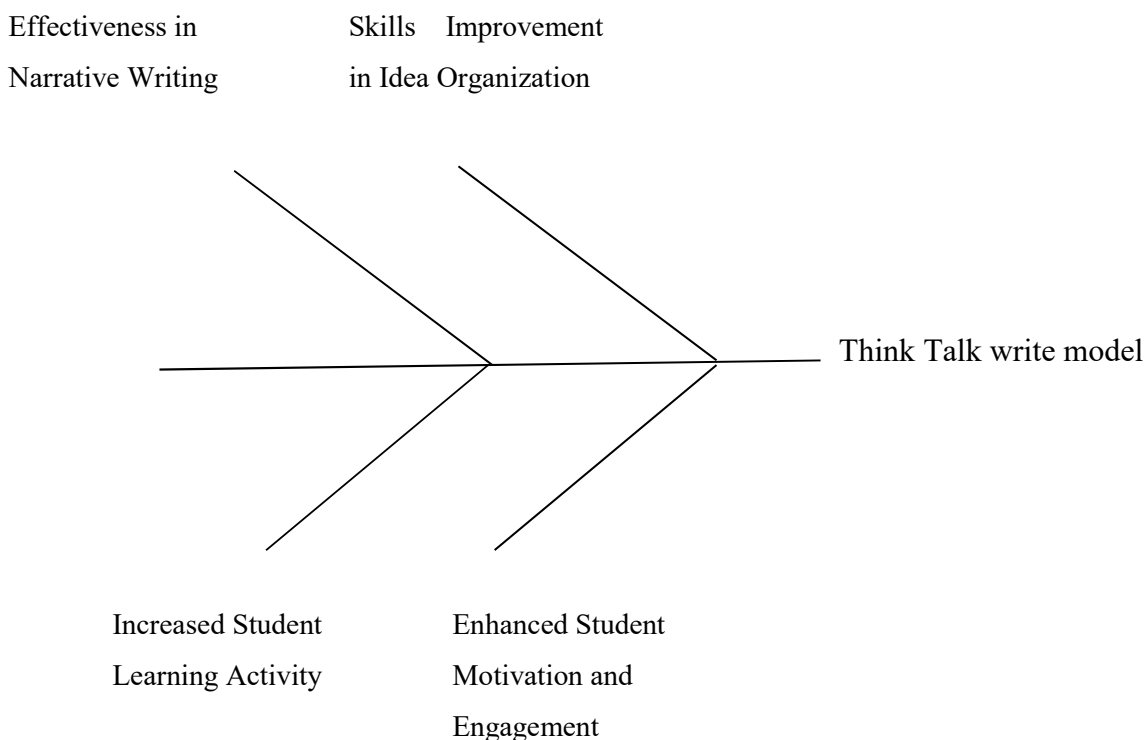 Effectiveness in
Narrative Writing
Skills Improvement
in Idea Organization
Think Talk write model
Increased Student
Learning Activity
Enhanced Student
Motivation and
Engagement